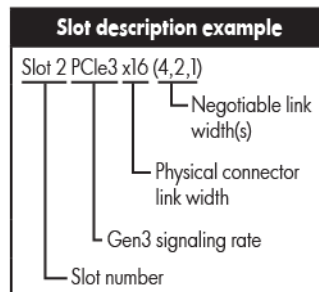 Slot description example
Slot 2 PCIe3 x16 (4,2,1)
Negotiable link
width(s)
Physical connector
link width
Gen3 signaling rate
Slot number